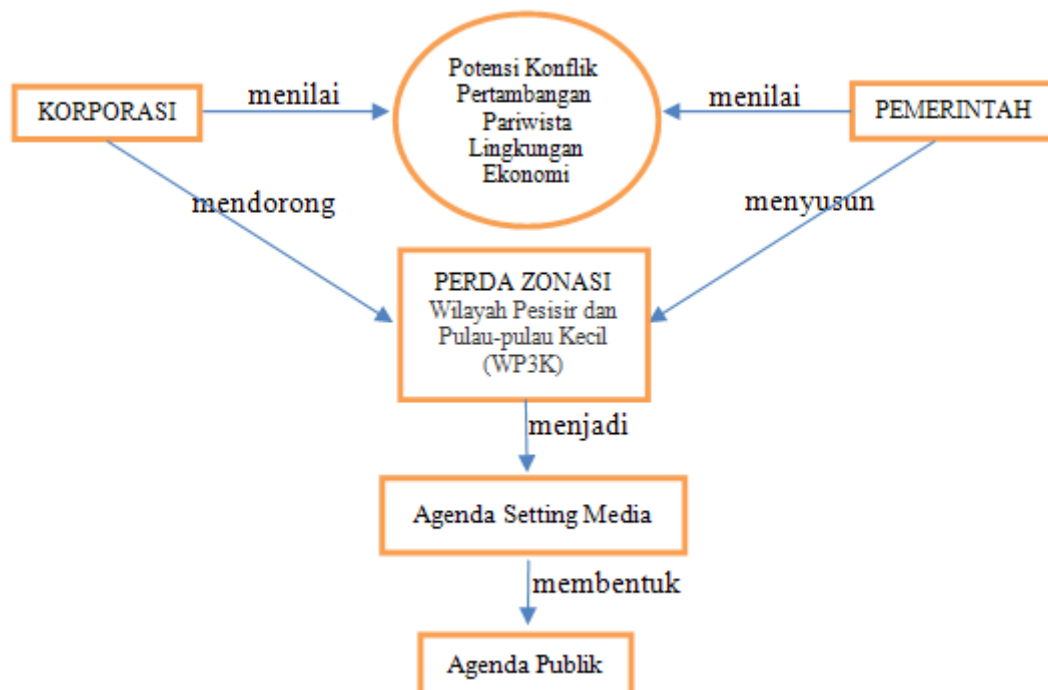 Potensi Konflik
Pertambangan
Pariwista
Lingkungan
Ekonomi
KORPORASI
menilai
menilai
PEMERINTAH
mendorong
menyusun
PERDA ZONASI
Wilayah Pesisir dan
Pulau-pulau Kecil
(WP3K)
menjadi
Agenda Setting Media
membentuk
Agenda Publik